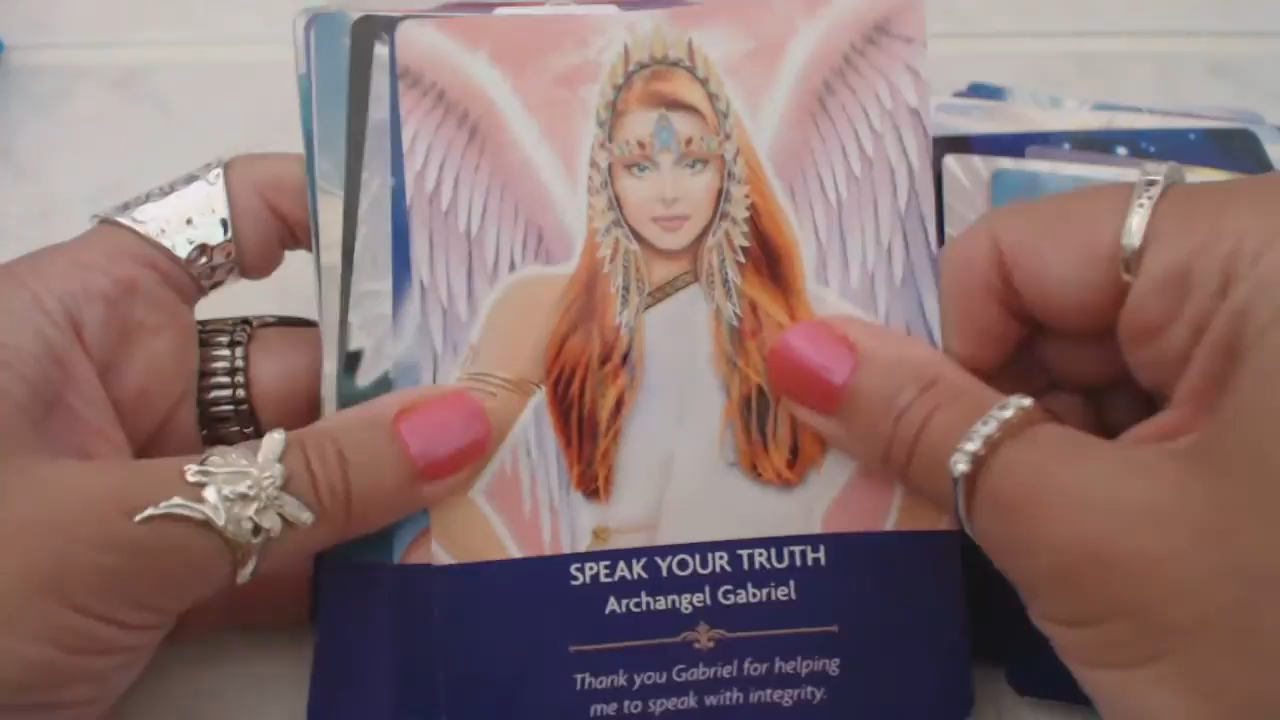 SPEAK YOUR TRUTH
Archangel Gabriel
Thank you Gabriel for helping
me to speak with integrity.